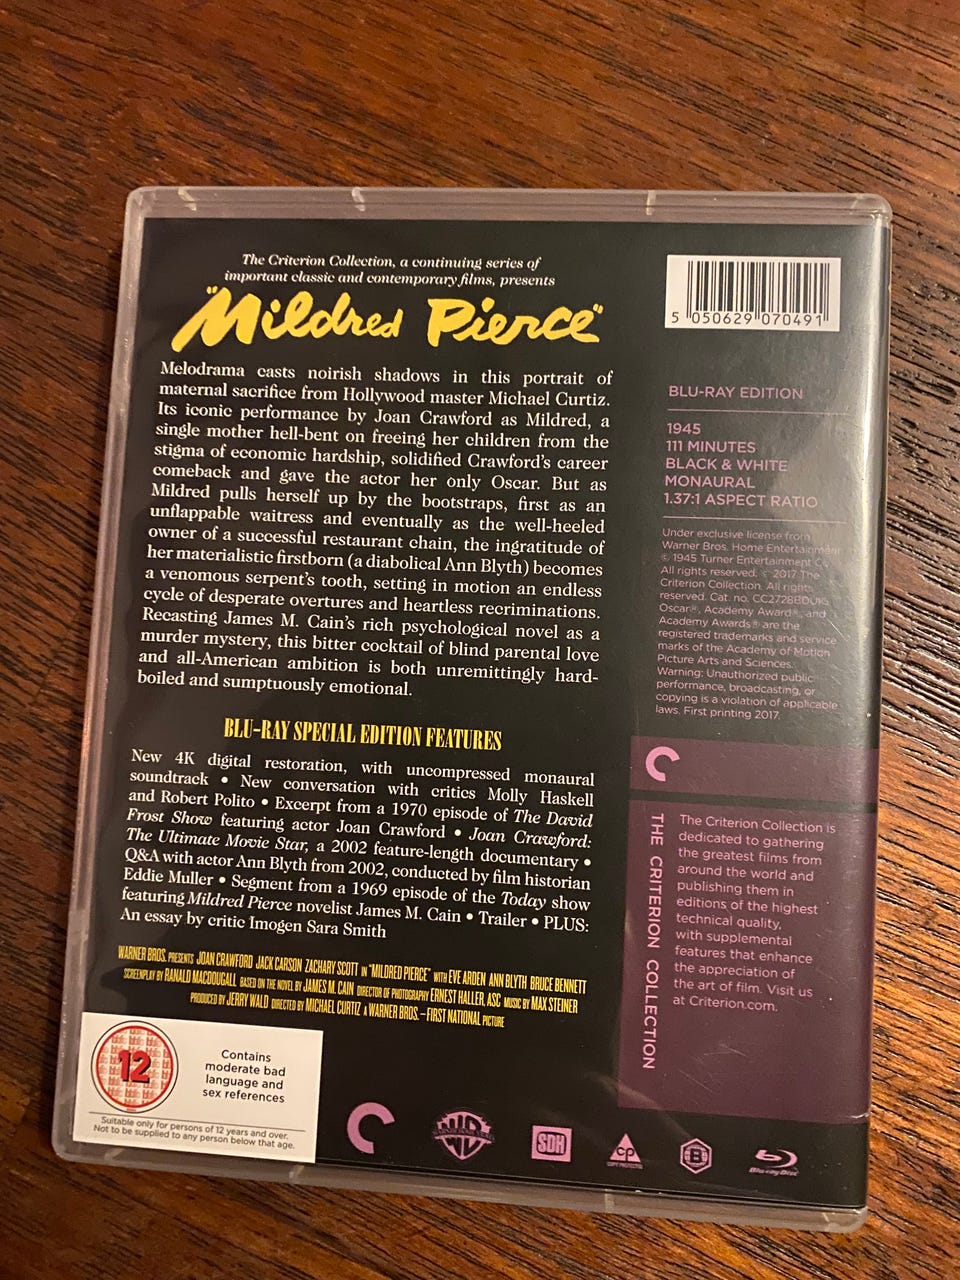 The Criterion Collection, a continuing series of
important classic and contemporary films, presents
"Mildred Pierce"
Melodrama casts noirish shadows in this portrait of
maternal sacrifice from Hollywood master Michael Curtiz.
Its iconic performance by Joan Crawford as Mildred, a
single mother hell-bent on freeing her children from the
stigma of economic hardship, solidified Crawford's career
comeback and gave the actor her only Oscar. But as
Mildred pulls herself up by the bootstraps, first as an
unflappable waitress and eventually as the well-heeled
owner of a successful restaurant chain, the ingratitude of
her materialistic firstborn (a diabolical Ann Blyth) becomes
a venomous serpent's tooth, setting in motion an endless
cycle of desperate overtures and heartless recriminations.
Recasting James M. Cain's rich psychological novel as a
murder mystery, this bitter cocktail of blind parental love
and all-American ambition is both unremittingly hard-
boiled and sumptuously emotional.
BLU-RAY SPECIAL EDITION FEATURES
New 4K digital restoration, with uncompressed monaural
soundtrack • New conversation with critics Molly Haskell
and Robert Polito • Excerpt from a 1970 episode of The David
Frost Show featuring actor Joan Crawford • Joan Crawford:
The Ultimate Movie Star, a 2002 feature-length documentary •
Q&A with actor Ann Blyth from 2002, conducted by film historian
Eddie Muller • Segment from a 1969 episode of the Today show
featuring Mildred Pierce novelist James M. Cain • Trailer • PLUS:
An essay by critic Imogen Sara Smith
WARNER BROS. PRESENTS JOAN CRAWFORD JACK CARSON ZACHARY SCOTT IN "MILDRED PIERCE" WITH EVE ARDEN ANN BLYTH BRUCE BENNETT
SCREENPLAY BY RANALD MACDOUGALL BASED ON THE NOVEL BY JAMES M. CAIN DIRECTOR OF PHOTOGRAPHY ERNEST HALLER, ASC MUSIC BY MAX STEINER
PRODUCED BY JERRY WALD DIRECTED BY MICHAEL CURTIZ A WARNER BROS.–FIRST NATIONAL PICTURE
12
Contains
moderate bad
language and
sex references
Suitable only for persons of 12 years and over.
Not to be supplied to any person below that age.
5 050629 070491
BLU-RAY EDITION
1945
111 MINUTES
BLACK & WHITE
MONAURAL
1.37:1 ASPECT RATIO
Under exclusive license from
Warner Bros. Home Entertainment
© 1945 Turner Entertainment Co.
All rights reserved. © 2017 The
Criterion Collection. All rights
reserved. Cat. no. CC2728BDUK.
Oscar®, Academy Award®, and
Academy Awards® are the
registered trademarks and service
marks of the Academy of Motion
Picture Arts and Sciences.
Warning: Unauthorized public
performance, broadcasting, or
copying is a violation of applicable
laws. First printing 2017.
THE CRITERION COLLECTION
The Criterion Collection is
dedicated to gathering
the greatest films from
around the world and
publishing them in
editions of the highest
technical quality,
with supplemental
features that enhance
the appreciation of
the art of film. Visit us
at Criterion.com.
SDH
CP
COPY PROTECTED
B
Blu-ray Disc